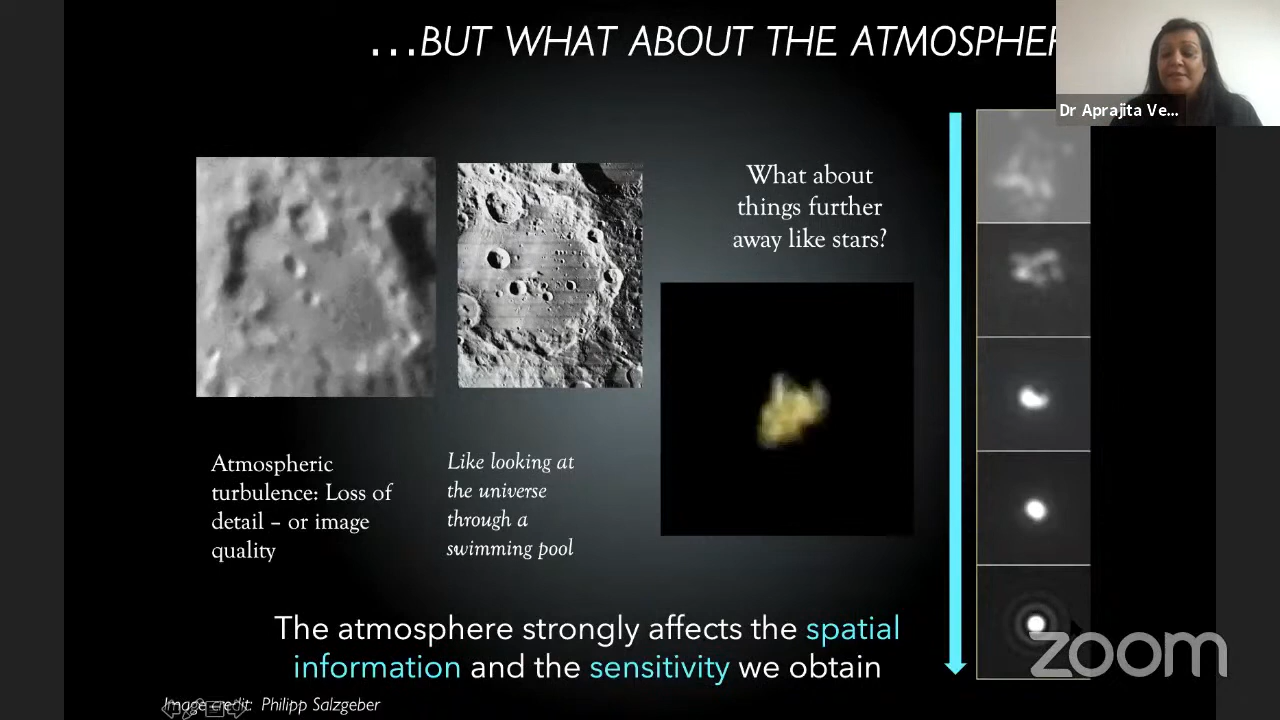 ...BUT WHAT ABOUT THE ATMOSPHER
Dr Aprajita Ve...
What about
things further
away like stars?
Atmospheric
turbulence: Loss of
detail – or image
quality
Like looking at
the universe
through a
swimming pool
The atmosphere strongly affects the spatial
information and the sensitivity we obtain
Image credit: Philipp Salzgeber
zoom